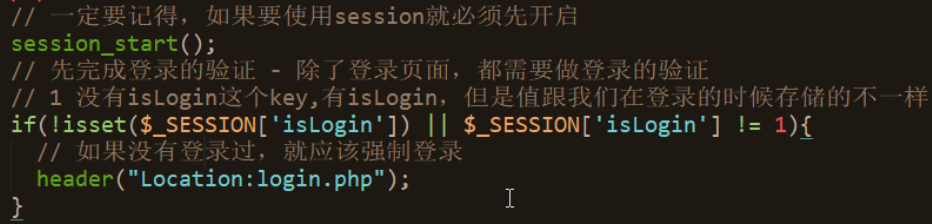 // 一定要记得，如果要使用session就必须先开启
session_start();
// 先完成登录的验证 - 除了登录页面，都需要做登录的验证
// 1 没有isLogin这个key,有isLogin，但是值跟我们在登录的时候存储的不一样
if(!isset($_SESSION['isLogin']) || $_SESSION['isLogin'] != 1){
// 如果没有登录过，就应该强制登录
header("Location:login.php");
}